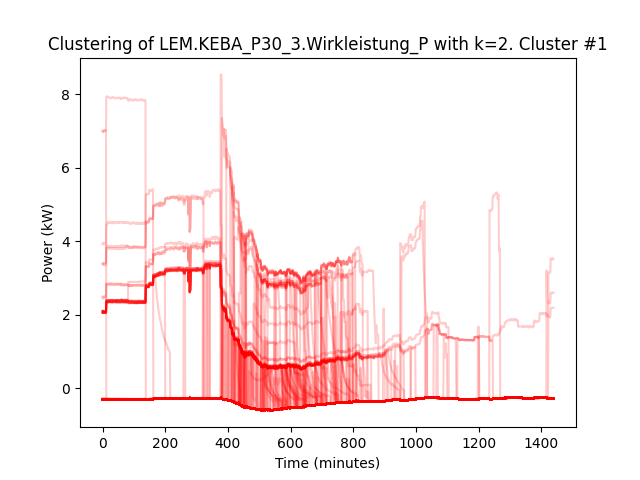 Clustering of LEM.KEBA_P30_3.Wirkleistung_P with k=2. Cluster #1
8
6
4
2
0
Power (kW)
0 200 400 600 800 1000 1200 1400
Time (minutes)